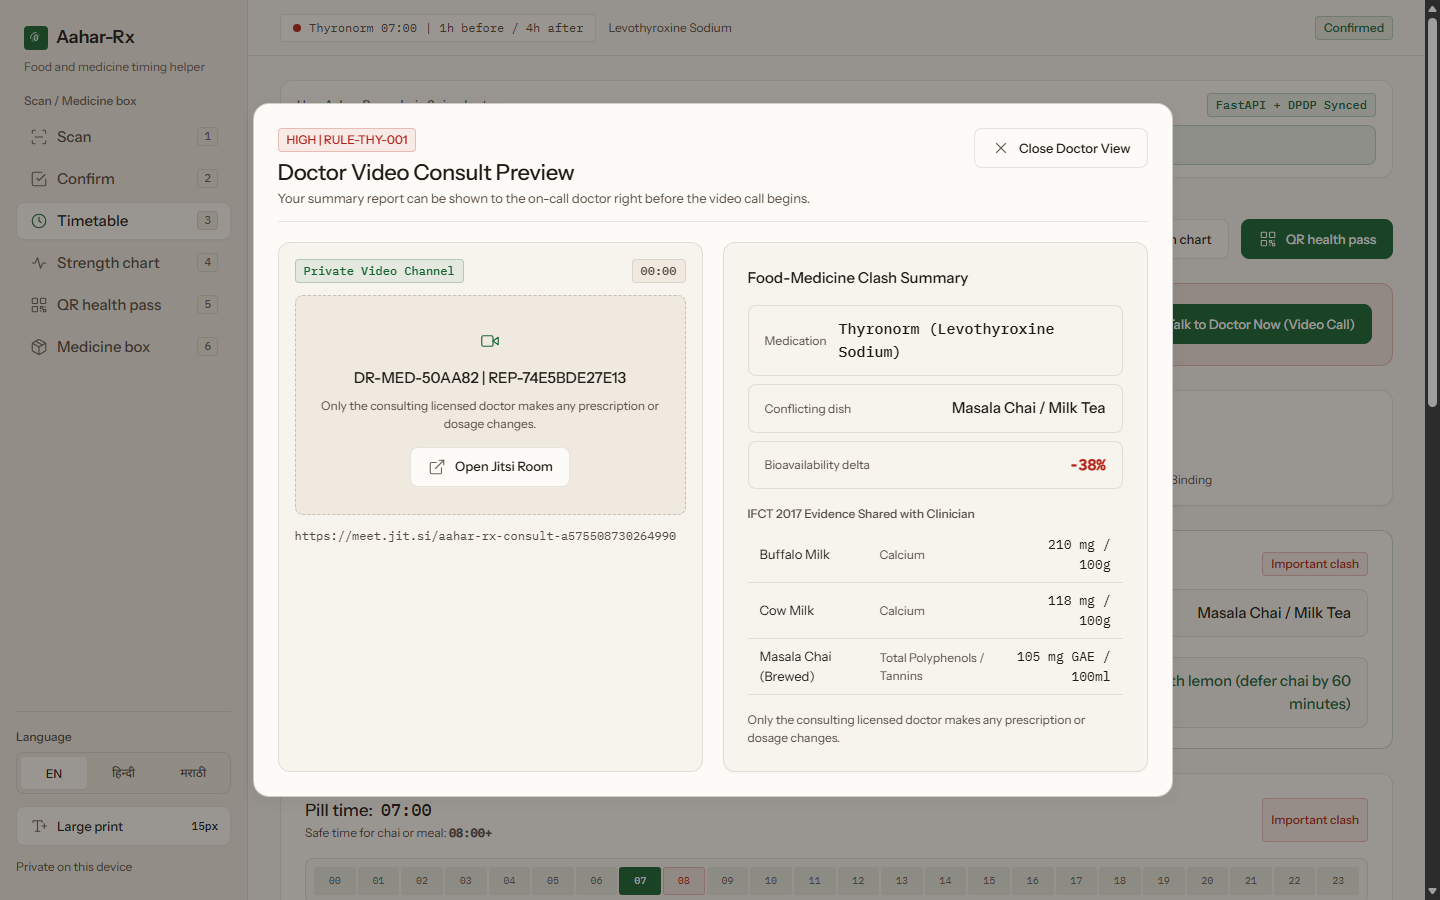 Aahar-Rx
Food and medicine timing helper
Scan / Medicine box
Scan 1
Confirm 2
Timetable 3
Strength chart 4
QR health pass 5
Medicine box 6
Language
EN हिन्दी मराठी
Large print 15px
Private on this device
Thyronorm 07:00 | 1h before / 4h after
Levothyroxine Sodium
Confirmed
FastAPI + DPDP Synced
chart
QR health pass
Talk to Doctor Now (Video Call)
Binding
Important clash
Masala Chai / Milk Tea
lemon (defer chai by 60
minutes)
HIGH | RULE-THY-001
Doctor Video Consult Preview
Your summary report can be shown to the on-call doctor right before the video call begins.
Close Doctor View
Private Video Channel
00:00
DR-MED-50AA82 | REP-74E5BDE27E13
Only the consulting licensed doctor makes any prescription or
dosage changes.
Open Jitsi Room
https://meet.jit.si/aahar-rx-consult-a575508730264990
Food-Medicine Clash Summary
Medication
Thyronorm (Levothyroxine
Sodium)
Conflicting dish
Masala Chai / Milk Tea
Bioavailability delta
-38%
IFCT 2017 Evidence Shared with Clinician
Buffalo Milk
Calcium
210 mg /
100g
Cow Milk
Calcium
118 mg /
100g
Masala Chai
(Brewed)
Total Polyphenols /
Tannins
105 mg GAE /
100ml
Only the consulting licensed doctor makes any prescription or
dosage changes.
Pill time: 07:00
Safe time for chai or meal: 08:00+
Important clash
00 01 02 03 04 05 06 07 08 09 10 11 12 13 14 15 16 17 18 19 20 21 22 23